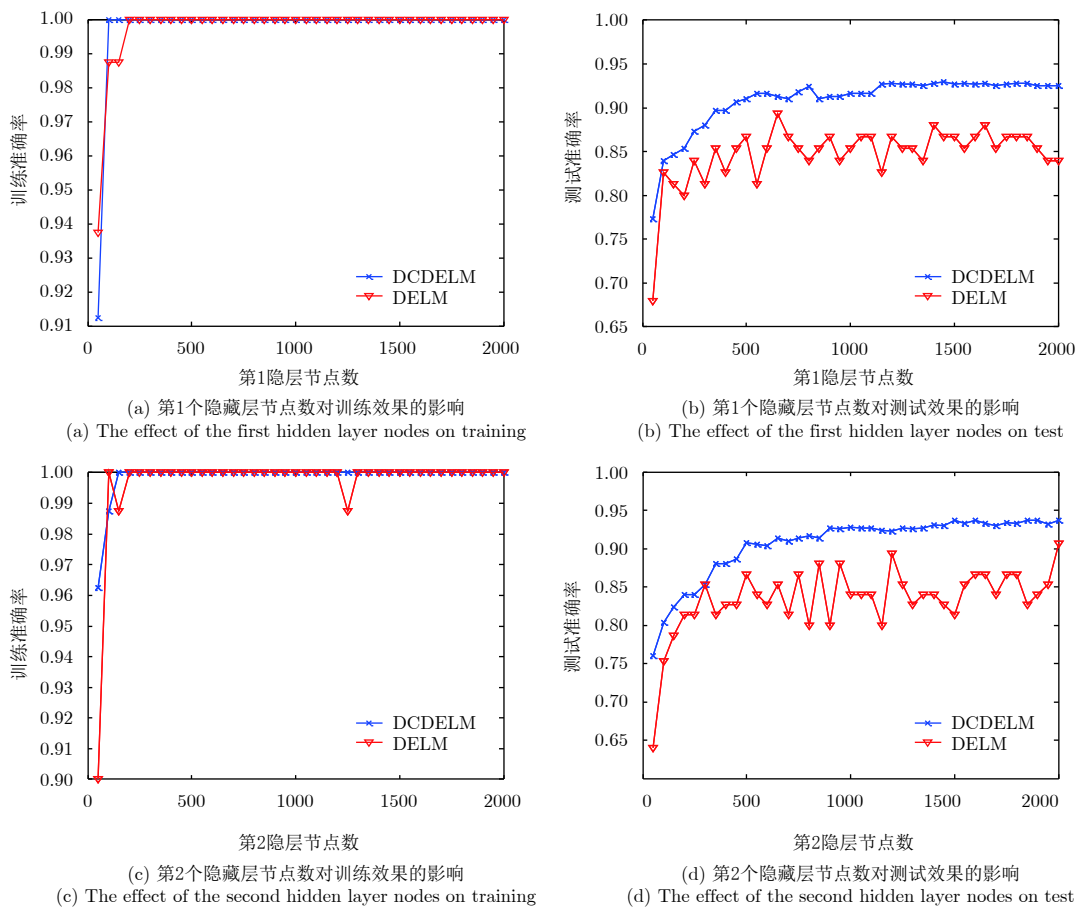 1.00
0.99
0.98
0.97
0.96
0.95
0.94
0.93
0.92
0.91
训练准确率
DCDELM
DELM
0 500 1000 1500 2000
第1隐层节点数
(a) 第1个隐藏层节点数对训练效果的影响
(a) The effect of the first hidden layer nodes on training
1.00
0.95
0.90
0.85
0.80
0.75
0.70
0.65
测试准确率
DCDELM
DELM
0 500 1000 1500 2000
第1隐层节点数
(b) 第1个隐藏层节点数对测试效果的影响
(b) The effect of the first hidden layer nodes on test
1.00
0.99
0.98
0.97
0.96
0.95
0.94
0.93
0.92
0.91
0.90
训练准确率
DCDELM
DELM
0 500 1000 1500 2000
第2隐层节点数
(c) 第2个隐藏层节点数对训练效果的影响
(c) The effect of the second hidden layer nodes on training
1.00
0.95
0.90
0.85
0.80
0.75
0.70
0.65
测试准确率
DCDELM
DELM
0 500 1000 1500 2000
第2隐层节点数
(d) 第2个隐藏层节点数对测试效果的影响
(d) The effect of the second hidden layer nodes on test